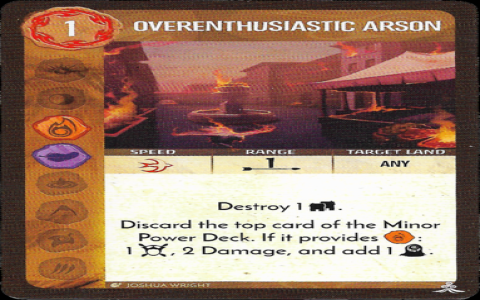 1 OVERENTHUSIASTIC ARSON
SPEED RANGE TARGET LAND
1 ANY
Destroy 1 .
Discard the top card of the Minor
Power Deck. If it provides :
1 , 2 Damage, and add 1 .
JOSHUA WRIGHT